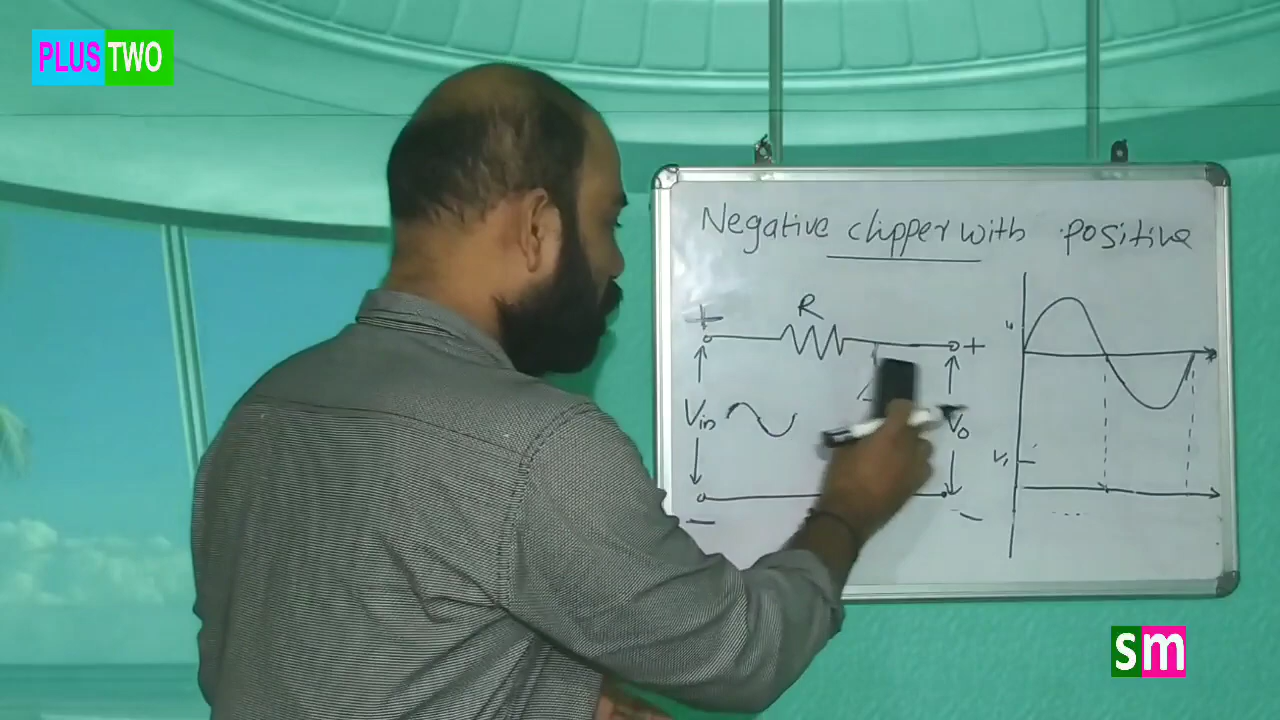 PLUS TWO
Negative clipper with positive
+
R
+
Vin
Vo
V1
-
-
sm